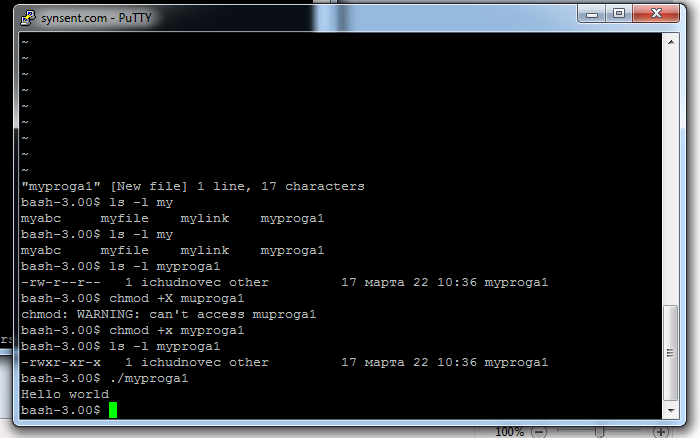 synsent.com - PuTTY
~
~
~
~
~
~
~
~
~
"myproga1" [New file] 1 line, 17 characters
bash-3.00$ ls -l my
myabc     myfile    mylink    myproga1
bash-3.00$ ls -l my
myabc     myfile    mylink    myproga1
bash-3.00$ ls -l myproga1
-rw-r--r--   1 ichudnovec other         17 марта 22 10:36 myproga1
bash-3.00$ chmod +X muproga1
chmod: WARNING: can't access muproga1
bash-3.00$ chmod +x myproga1
bash-3.00$ ls -l myproga1
-rwxr-xr-x   1 ichudnovec other         17 марта 22 10:36 myproga1
bash-3.00$ ./myproga1
Hello world
bash-3.00$
100%